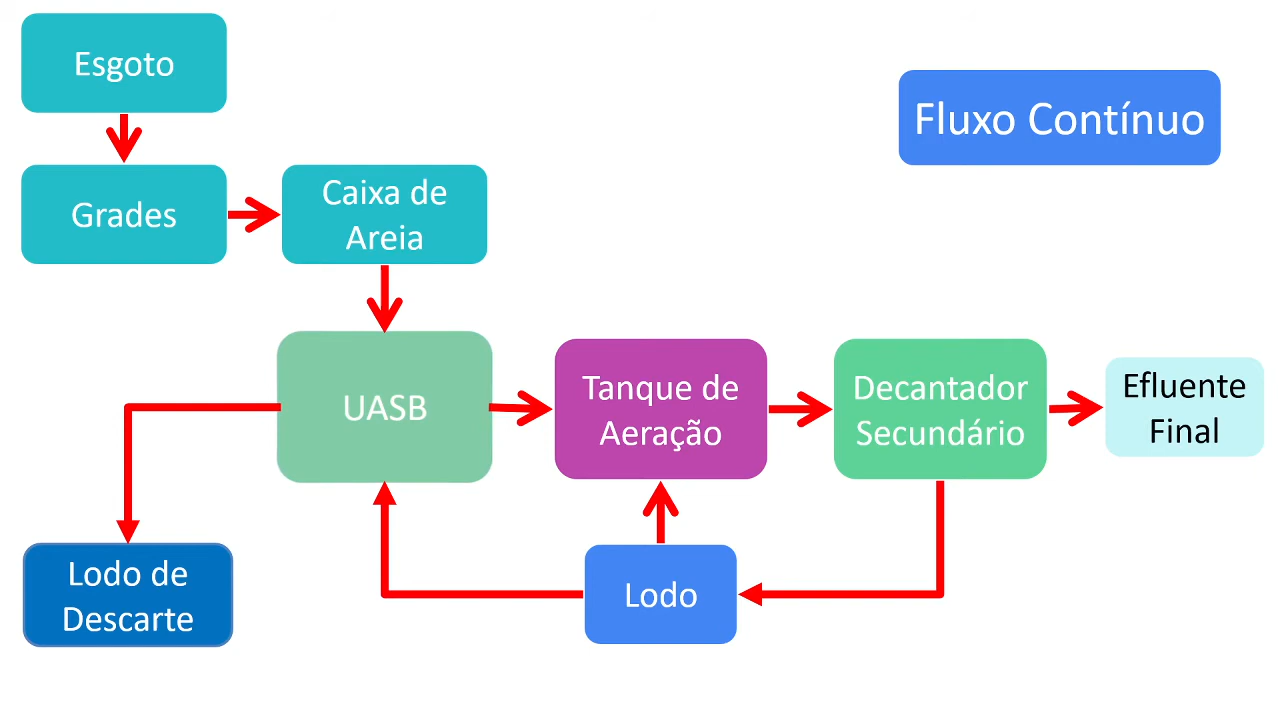 Esgoto
Fluxo Contínuo
Grades
Caixa de
Areia
UASB
Tanque de
Aeração
Decantador
Secundário
Efluente
Final
Lodo de
Descarte
Lodo